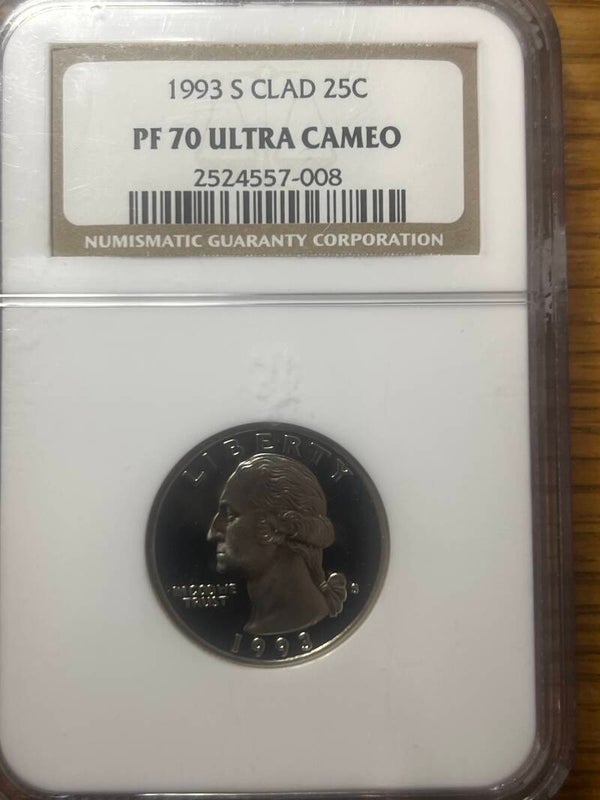 1993 S CLAD 25C
PF 70 ULTRA CAMEO
2524557-008
NUMISMATIC GUARANTY CORPORATION
LIBERTY
IN GOD WE
TRUST
S
1993